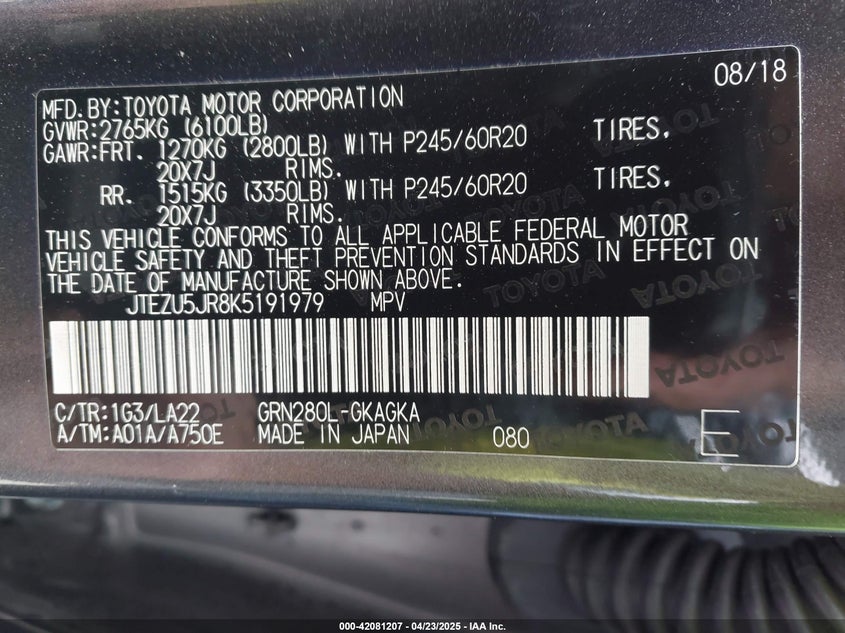 08/18
MFD.BY:TOYOTA MOTOR CORPORATION
GVWR:2765KG (6100LB)
GAWR:FRT. 1270KG (2800LB) WITH P245/60R20 TIRES,
20X7J RIMS.
RR. 1515KG (3350LB) WITH P245/60R20 TIRES,
20X7J RIMS.
THIS VEHICLE CONFORMS TO ALL APPLICABLE FEDERAL MOTOR
VEHICLE SAFETY AND THEFT PREVENTION STANDARDS IN EFFECT ON
THE DATE OF MANUFACTURE SHOWN ABOVE.
JTEZU5JR8K5191979 MPV
C/TR:1G3/LA22 GRN280L-GKAGKA
A/TM:A01A/A750E MADE IN JAPAN 080 E
000-42081207 - 04/23/2025 - IAA Inc.